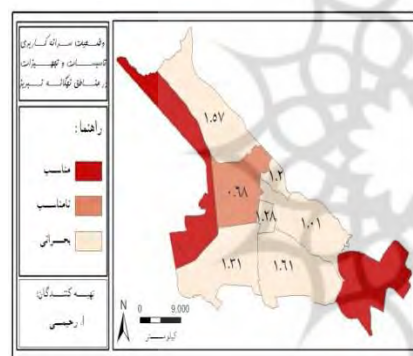 وضعیت سرانه کاربری
تاسیسات و تجهیزات
در مناطق نهگانه تبریز
راهنما:
مناسب
نامناسب
بحرانی
تهیه کنندگان:
ا. رحیمی
۱.۵۷
۱.۲
۰.۶۸
۱.۲۸
۱.۰۱
۱.۳۱
۱.۶۱
N
0 9.000
کیلومتر